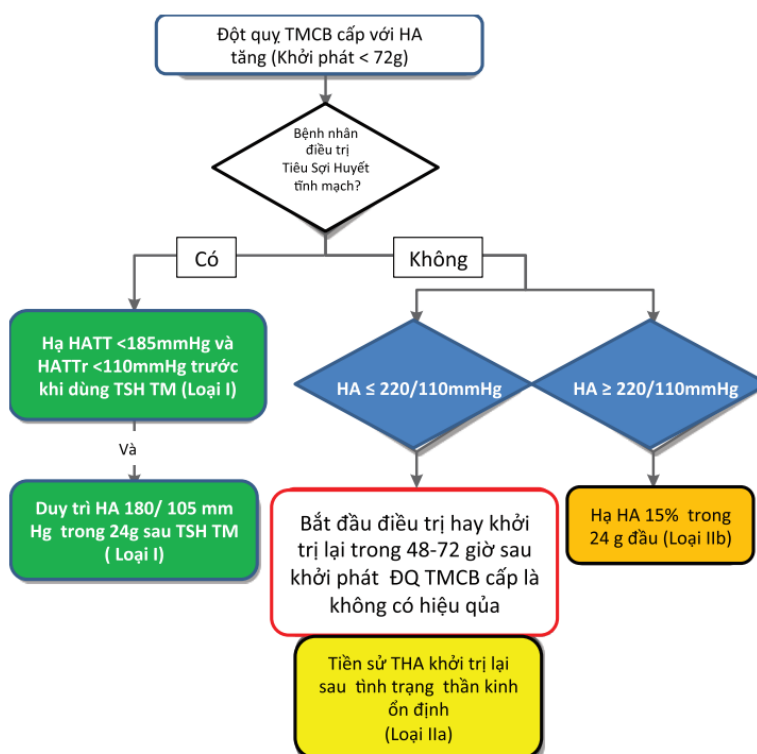 Đột quỵ TMCB cấp với HA
tăng (Khởi phát < 72g)
Bệnh nhân
điều trị
Tiêu Sợi Huyết
tĩnh mạch?
Có
Không
Hạ HATT <185mmHg và
HATTr <110mmHg trước
khi dùng TSH TM (Loại I)
HA ≤ 220/110mmHg
HA ≥ 220/110mmHg
Và
Duy trì HA 180/ 105 mm
Hg trong 24g sau TSH TM
( Loại I)
Bắt đầu điều trị hay khởi
trị lại trong 48-72 giờ sau
khởi phát ĐQ TMCB cấp là
không có hiệu qủa
Hạ HA 15% trong
24 g đầu (Loại IIb)
Tiền sử THA khởi trị lại
sau tình trạng thần kinh
ổn định
(Loại IIa)